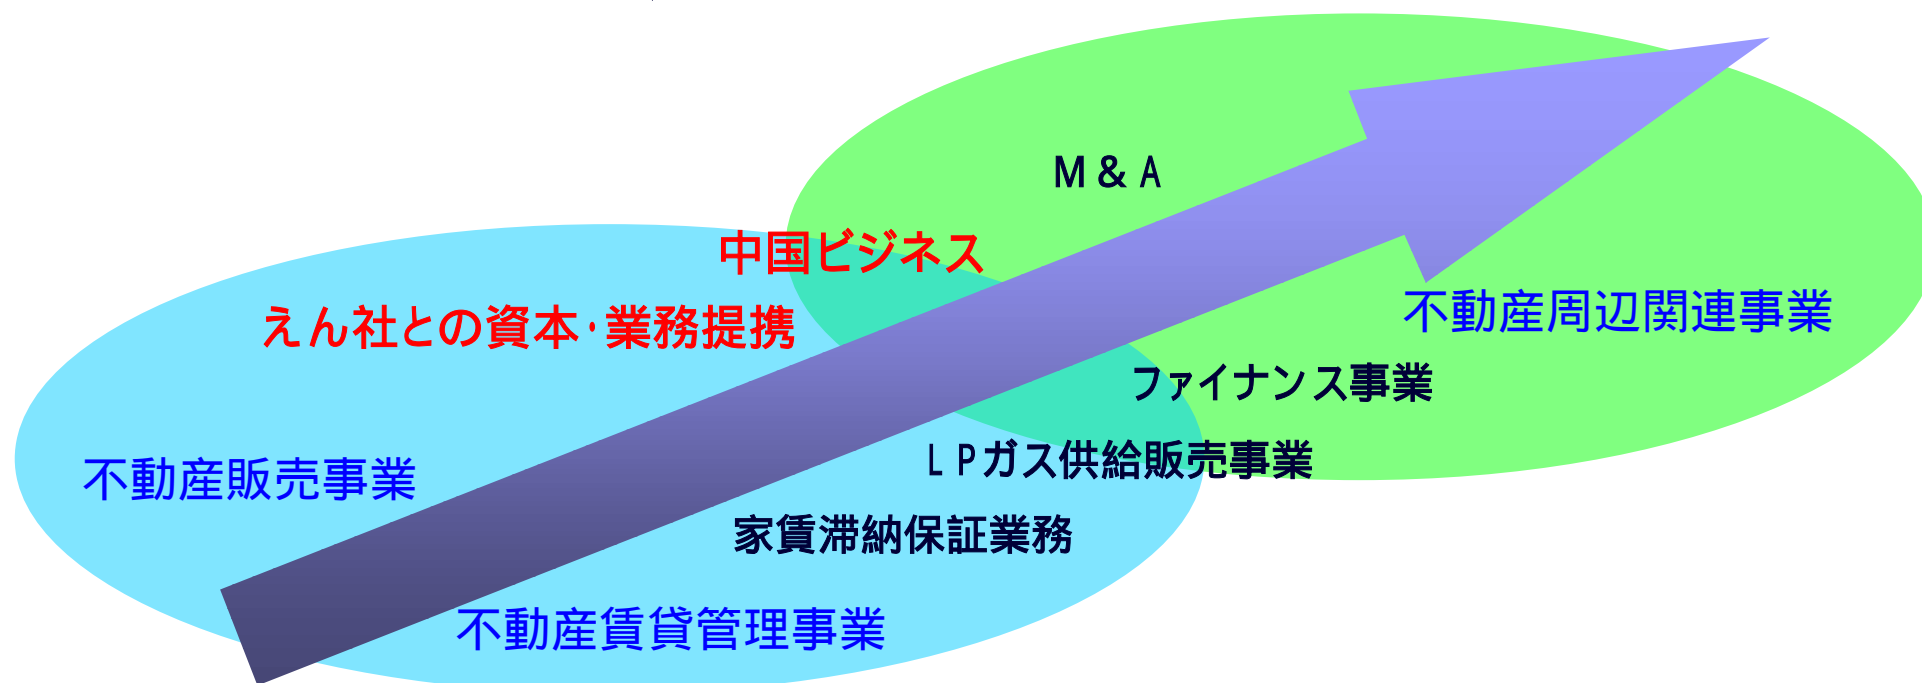 M&A
中国ビジネス
えん社との資本・業務提携
不動産周辺関連事業
ファイナンス事業
LPガス供給販売事業
不動産販売事業
家賃滞納保証業務
不動産賃貸管理事業